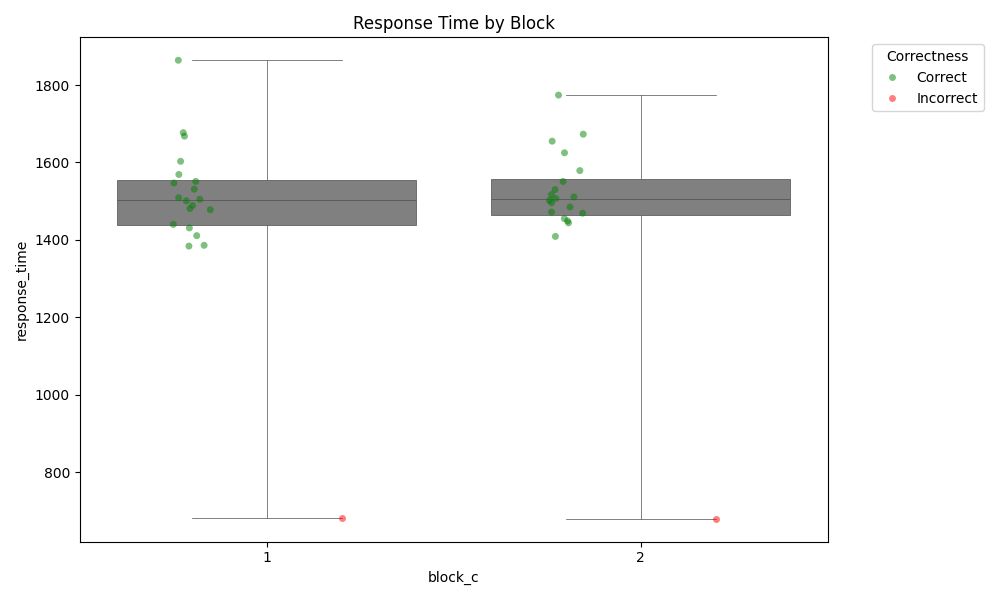 Response Time by Block
Correctness
Correct
Incorrect
response_time
1800
1600
1400
1200
1000
800
1
2
block_c